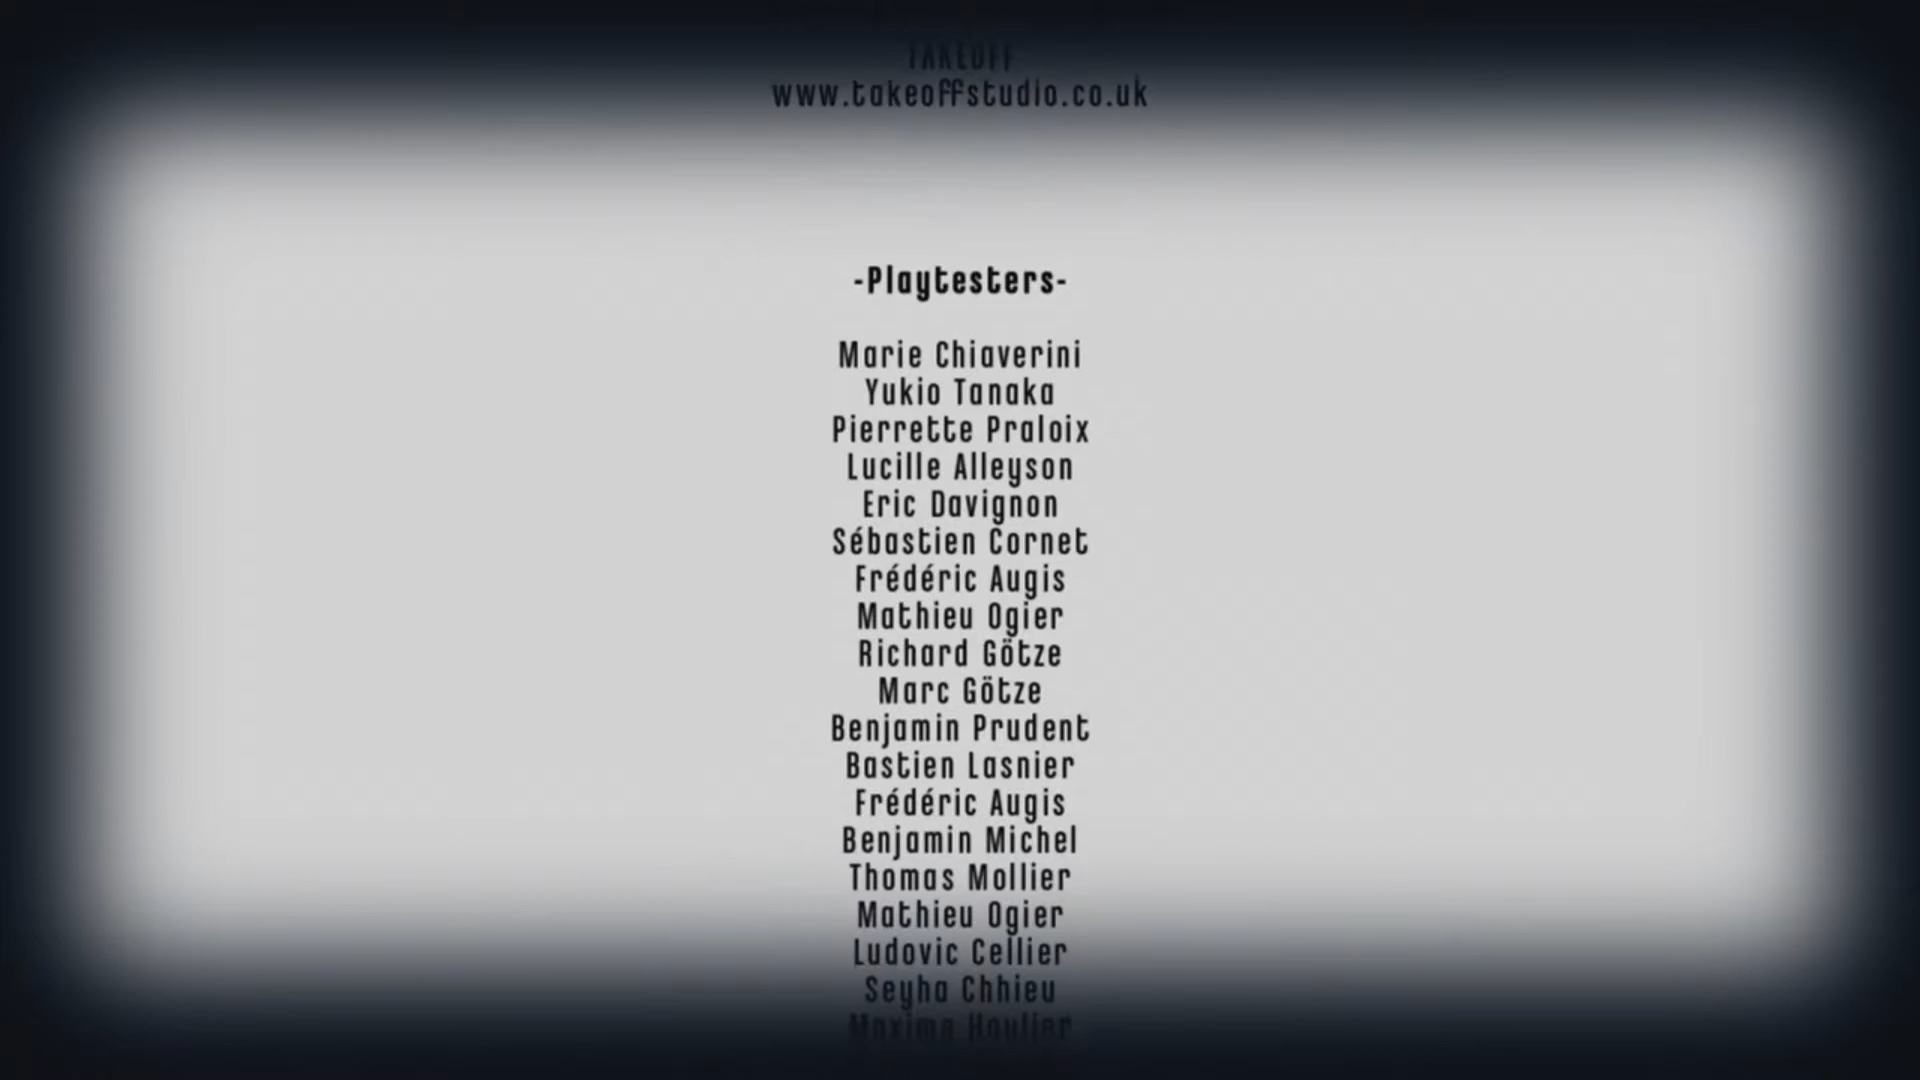 TAKEOFF
www.takeoffstudio.co.uk
-Playtesters-
Marie Chiaverini
Yukio Tanaka
Pierrette Praloix
Lucille Alleyson
Eric Davignon
Sébastien Cornet
Frédéric Augis
Mathieu Ogier
Richard Götze
Marc Götze
Benjamin Prudent
Bastien Lasnier
Frédéric Augis
Benjamin Michel
Thomas Mollier
Mathieu Ogier
Ludovic Cellier
Seyha Chhieu
Maxime